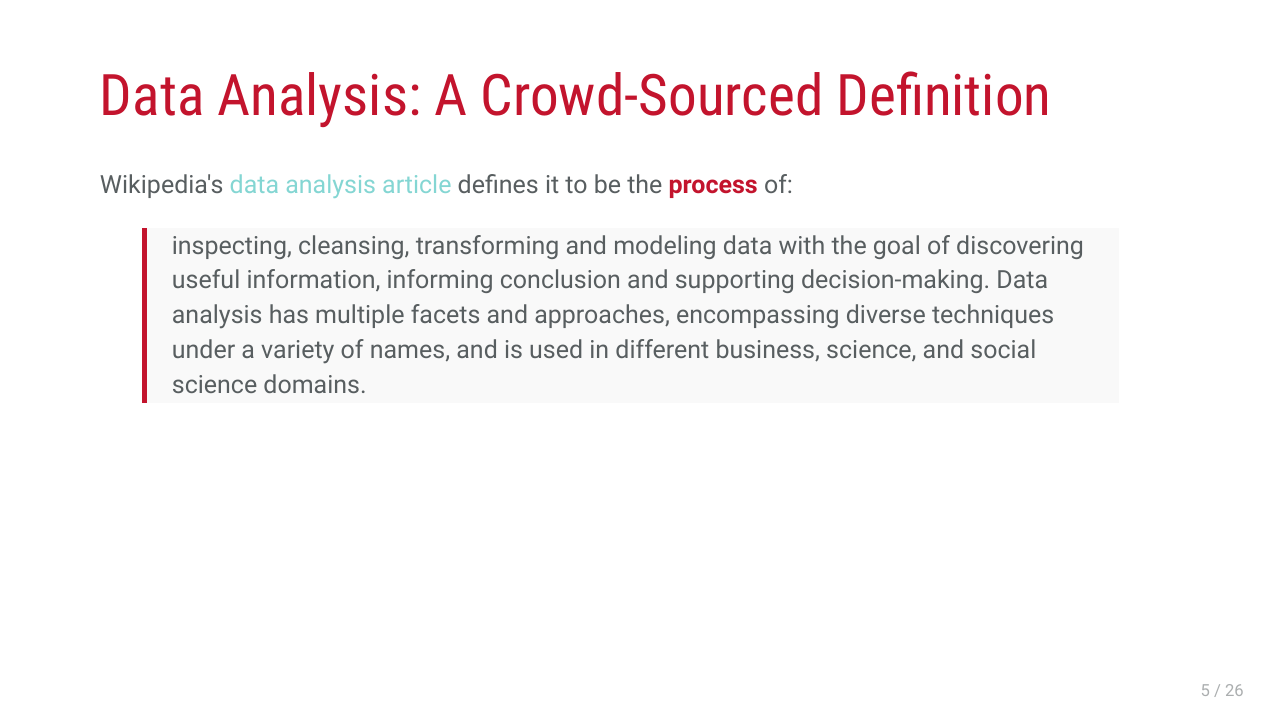 Data Analysis: A Crowd-Sourced Definition
Wikipedia's data analysis article defines it to be the process of:
inspecting, cleansing, transforming and modeling data with the goal of discovering
useful information, informing conclusion and supporting decision-making. Data
analysis has multiple facets and approaches, encompassing diverse techniques
under a variety of names, and is used in different business, science, and social
science domains.
5 / 26